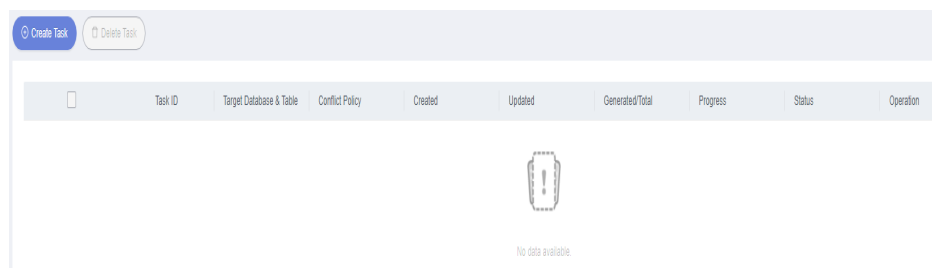 Create Task Delete Task
Task ID Target Database & Table Conflict Policy Created Updated Generated/Total Progress Status Operation
No data available.